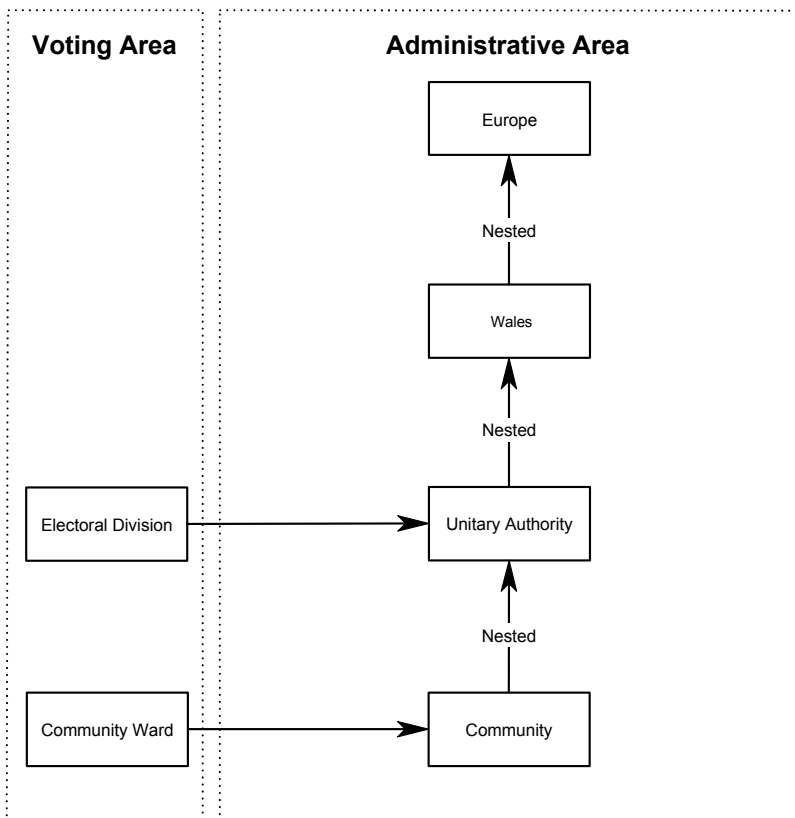 Voting Area
Administrative Area
Europe
Nested
Wales
Nested
Electoral Division
Unitary Authority
Nested
Community Ward
Community